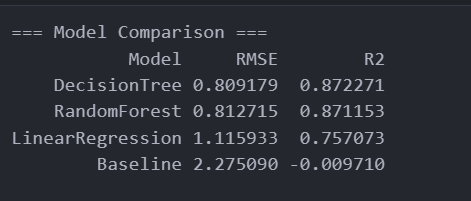 === Model Comparison ===
Model RMSE R2
DecisionTree 0.809179 0.872271
RandomForest 0.812715 0.871153
LinearRegression 1.115933 0.757073
Baseline 2.275090 -0.009710